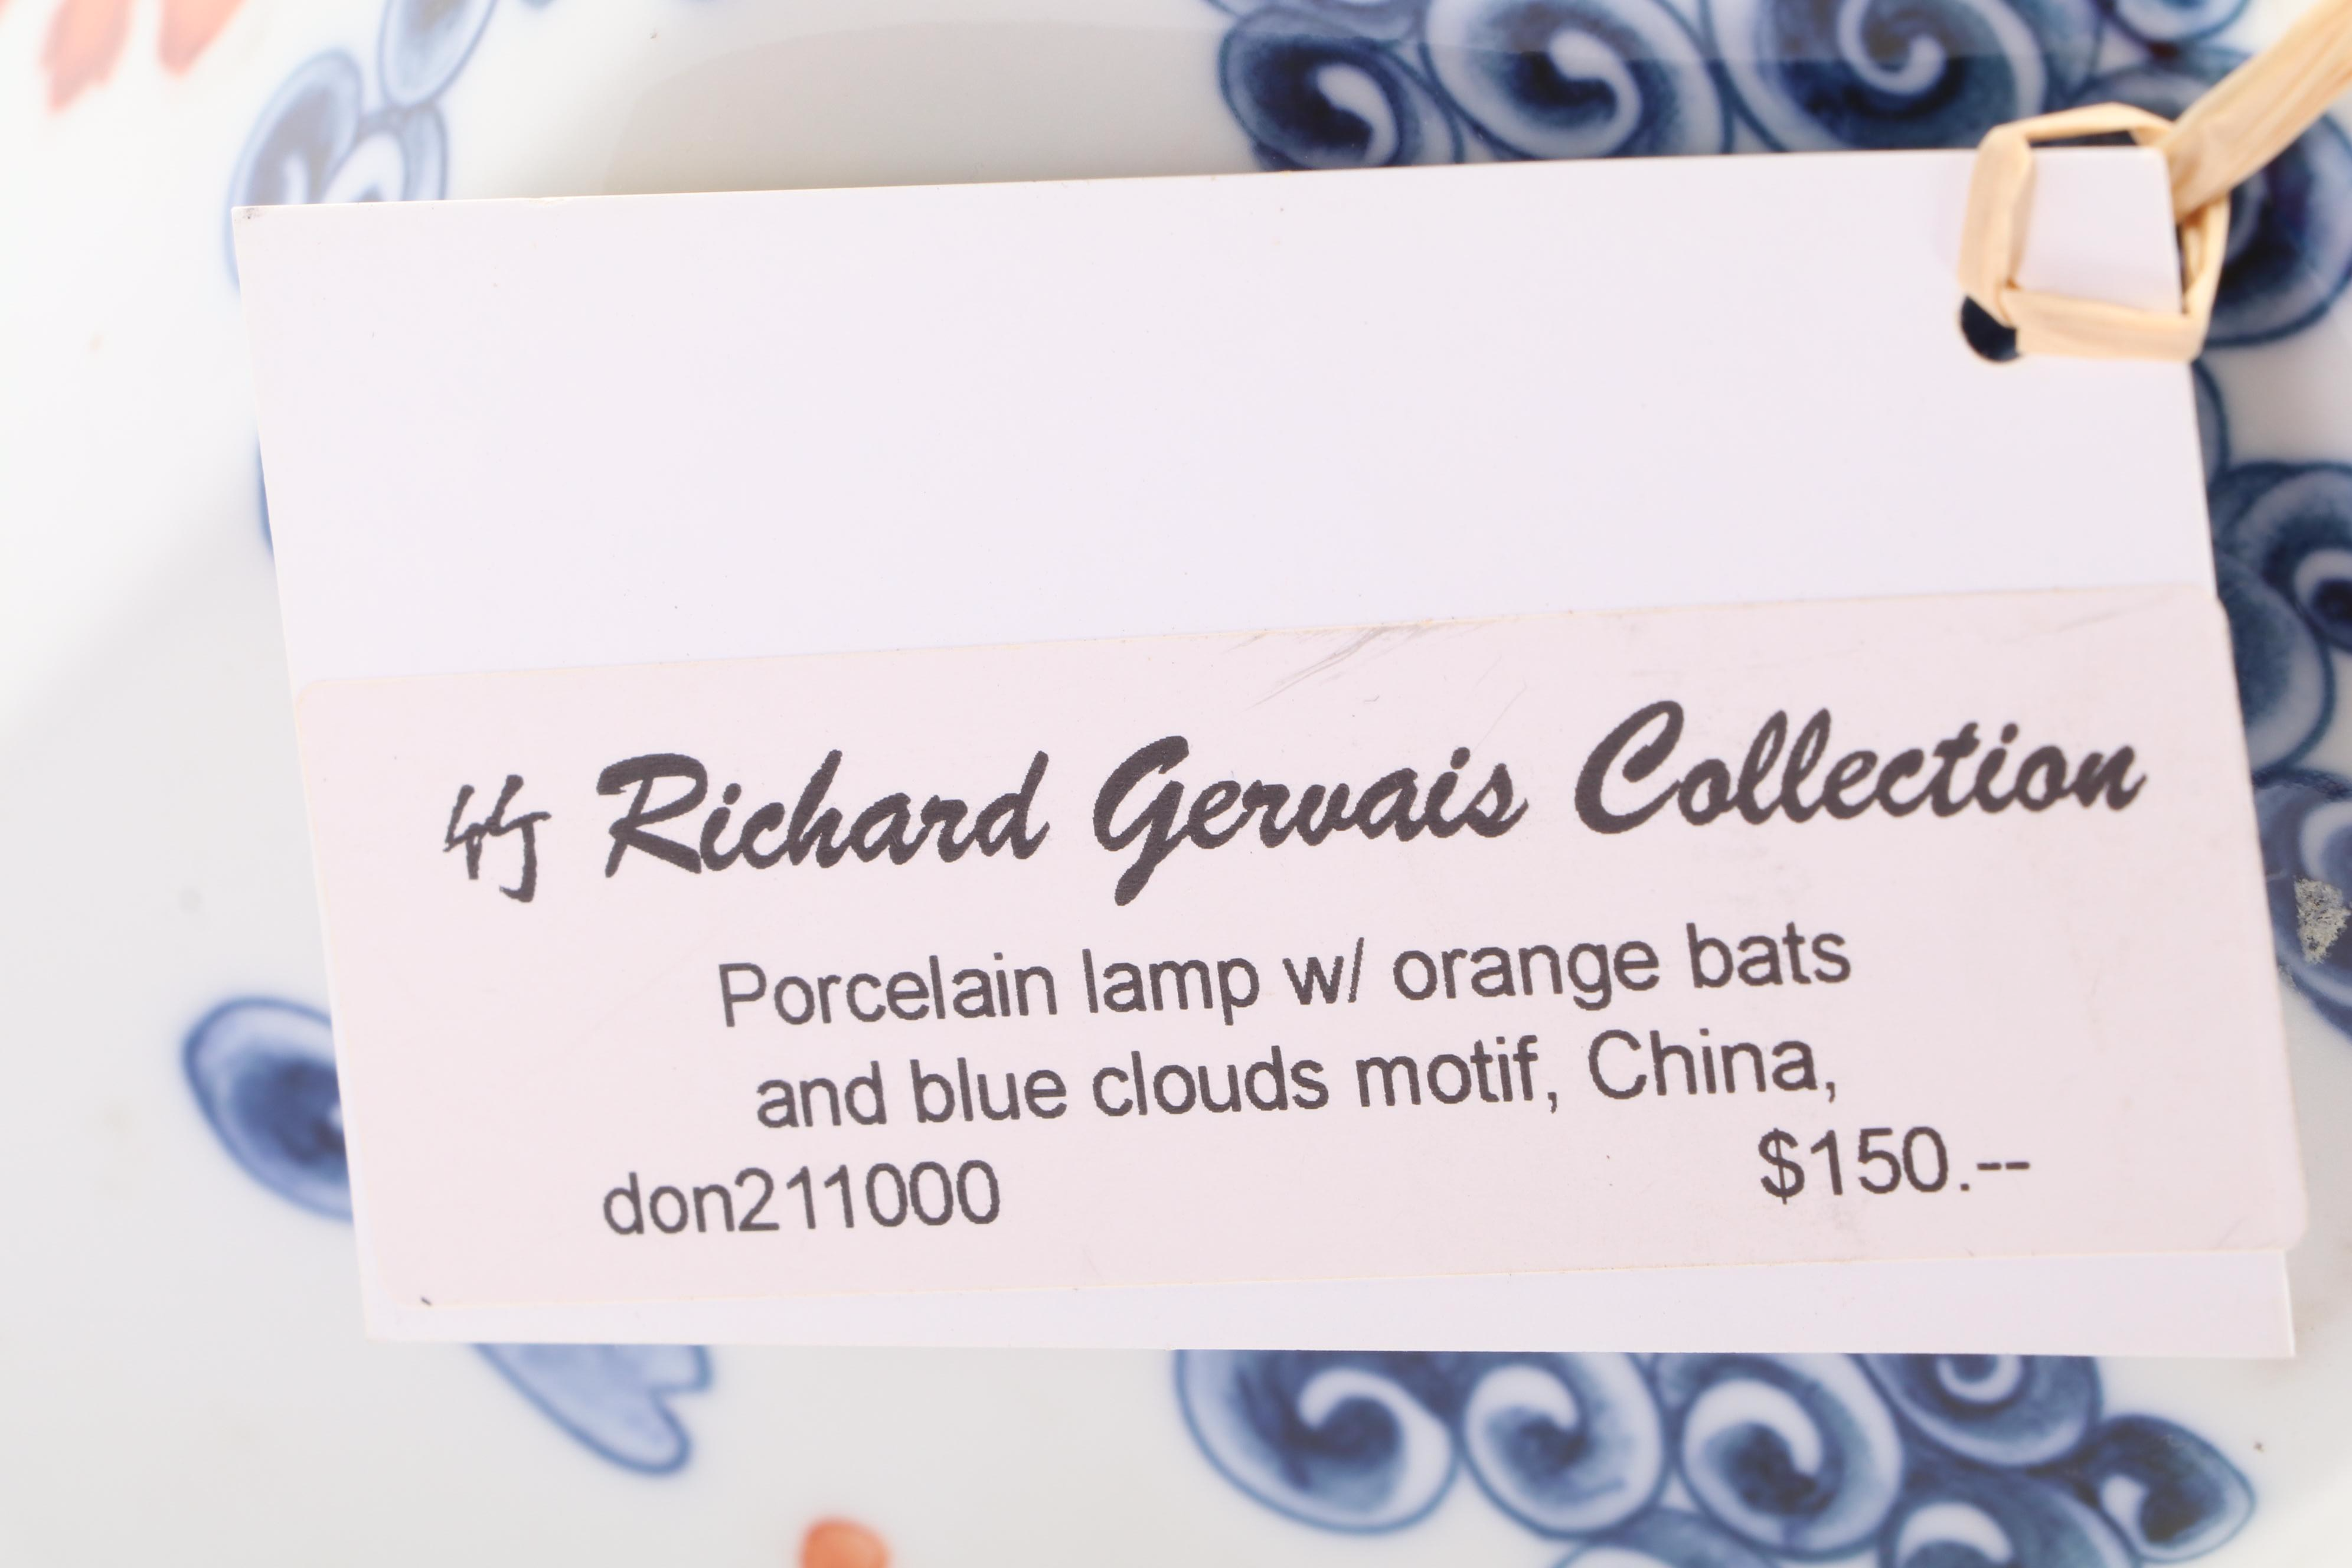 Richard Gervais Collection
Porcelain lamp w/ orange bats
and blue clouds motif, China,
$150.--
don211000